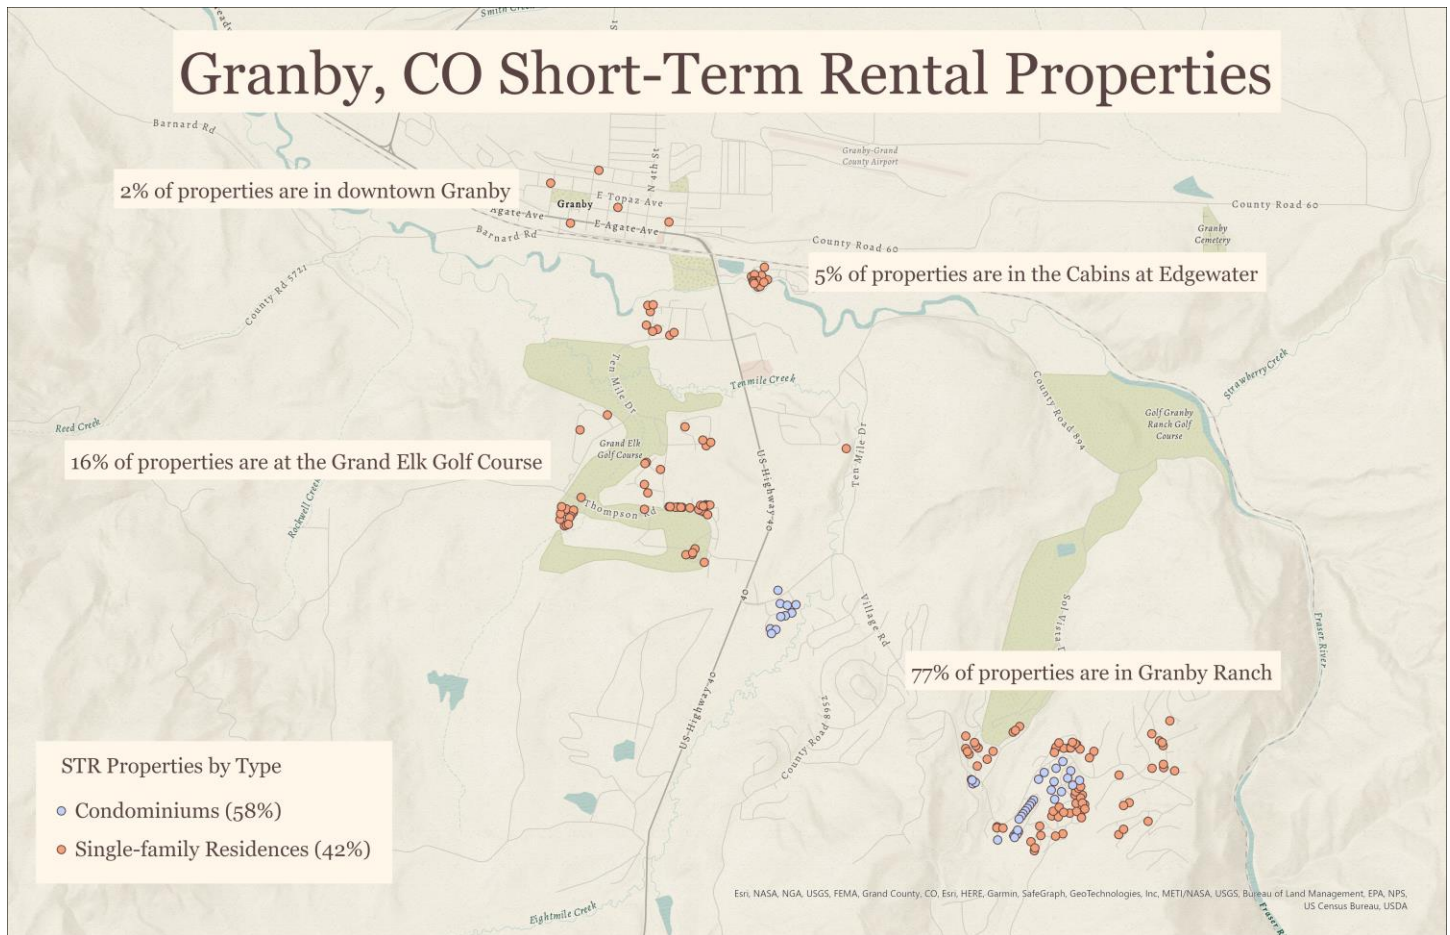 Smith Creek
Granby, CO Short-Term Rental Properties
Barnard Rd
Granby-Grand
County Airport
N 4th St
2% of properties are in downtown Granby
E Topaz Ave
Granby
County Road 60
Agate-Ave
E-Agate-Ave
Barnard Rd
Granby
Cemetery
County Road 60
5% of properties are in the Cabins at Edgewater
County Rd 5721
Ten Mile Dr
Tenmile Creek
Strawberry Creek
County Road 894
Golf Granby
Ranch Golf
Course
Reed Creek
Grand Elk
Golf Course
16% of properties are at the Grand Elk Golf Course
US-Highway-40
Ten Mile Dr
Rockwell Creek
Thompson Rd
40
Village Rd
Sol Vista
Fraser River
77% of properties are in Granby Ranch
US-Highway 40
County Road 8952
STR Properties by Type
Condominiums (58%)
Single-family Residences (42%)
Esri, NASA, NGA, USGS, FEMA, Grand County, CO, Esri, HERE, Garmin, SafeGraph, GeoTechnologies, Inc, METI/NASA, USGS, Bureau of Land Management, EPA, NPS,
US Census Bureau, USDA
Eightmile Creek
Fraser R